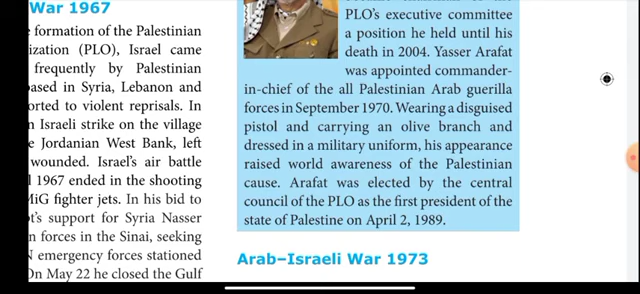 War 1967
formation of the Palestinian
(PLO), Israel came
frequently by Palestinian
in Syria, Lebanon and
to violent reprisals. In
Israeli strike on the village
Jordanian West Bank, left
wounded. Israel's air battle
1967 ended in the shooting
MiG fighter jets. In his bid to
support for Syria Nasser
forces in the Sinai, seeking
emergency forces stationed
On May 22 he closed the Gulf
PLO's executive committee
a position he held until his
death in 2004. Yasser Arafat
was appointed commander-
in-chief of the all Palestinian Arab guerilla
forces in September 1970. Wearing a disguised
pistol and carrying an olive branch and
dressed in a military uniform, his appearance
raised world awareness of the Palestinian
cause. Arafat was elected by the central
council of the PLO as the first president of the
state of Palestine on April 2, 1989.
Arab–Israeli War 1973